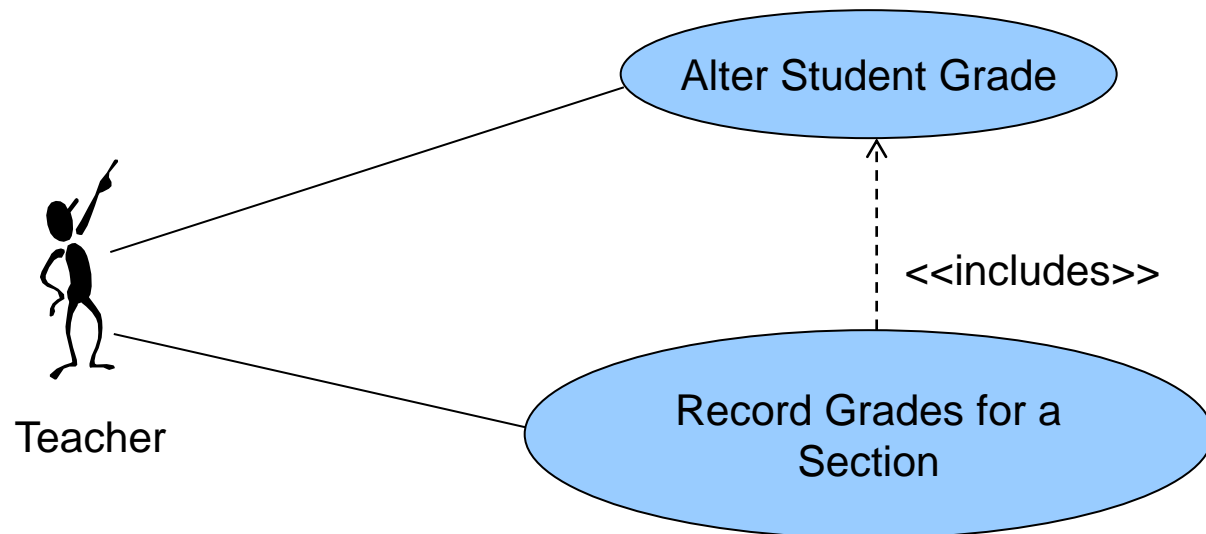 Alter Student Grade
<<includes>>
Record Grades for a
Section
Teacher